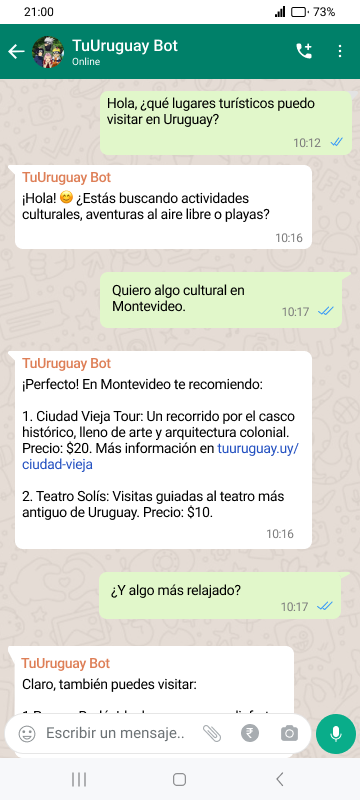 21:00
73%
TuUruguay Bot
Online
Hola, ¿qué lugares turísticos puedo
visitar en Uruguay?
10:12
TuUruguay Bot
¡Hola! 😊 ¿Estás buscando actividades
culturales, aventuras al aire libre o playas?
10:16
Quiero algo cultural en
Montevideo.
10:17
TuUruguay Bot
¡Perfecto! En Montevideo te recomiendo:
1. Ciudad Vieja Tour: Un recorrido por el casco
histórico, lleno de arte y arquitectura colonial.
Precio: $20. Más información en tuuruguay.uy/
ciudad-vieja
2. Teatro Solís: Visitas guiadas al teatro más
antiguo de Uruguay. Precio: $10.
10:16
¿Y algo más relajado?
10:17
TuUruguay Bot
Claro, también puedes visitar:
Escribir un mensaje..